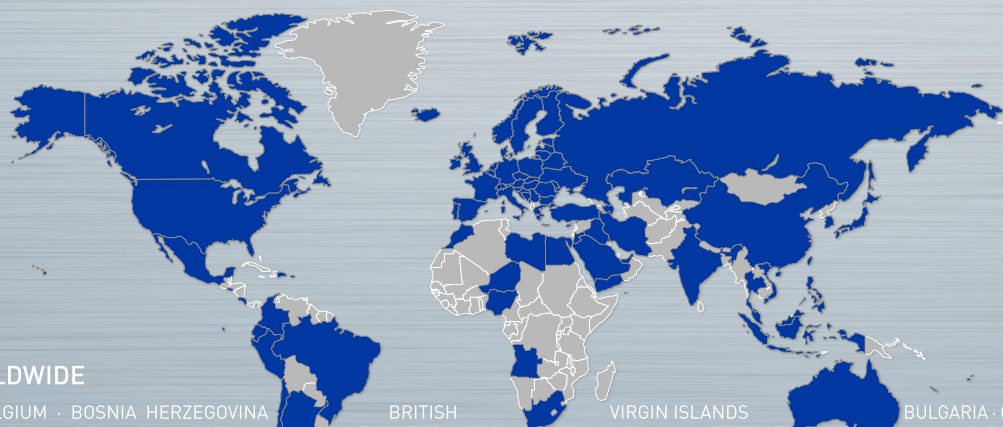 LDWIDE
LGIUM · BOSNIA HERZEGOVINA BRITISH VIRGIN ISLANDS BULGARIA ·